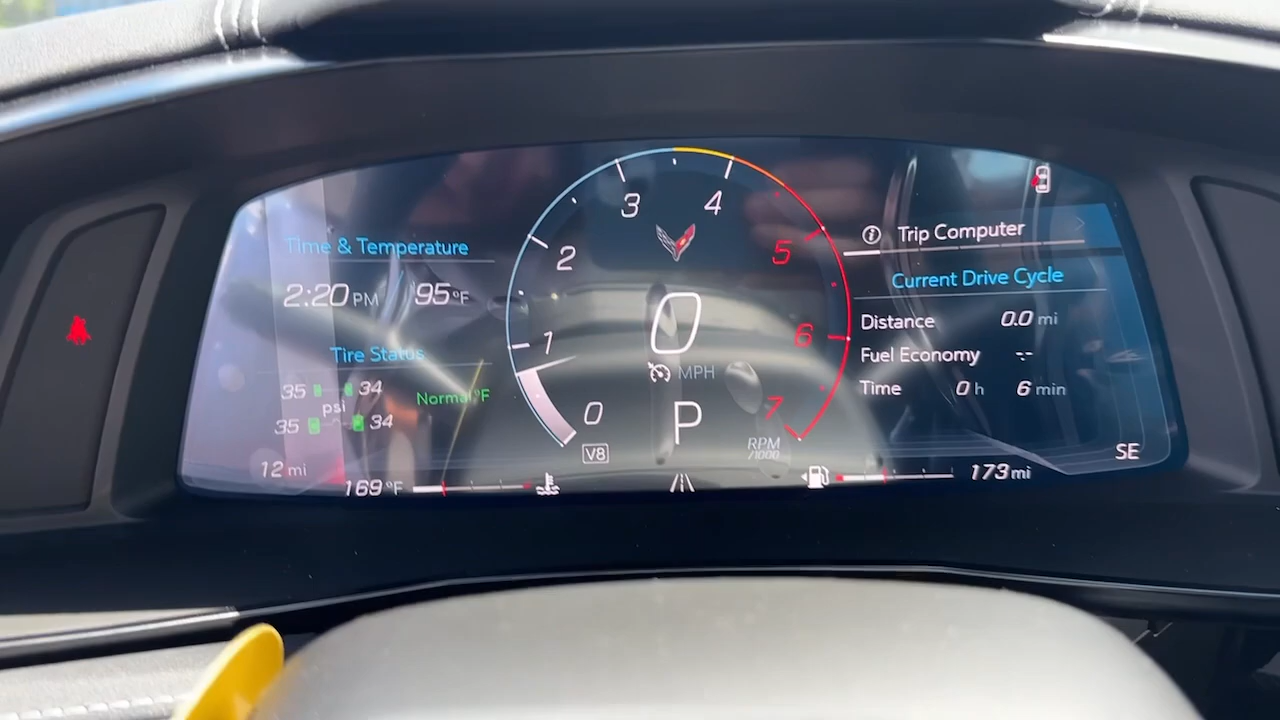 Time & Temperature
2:20 PM 95°F
Tire Status
35 34
psi
35 34
Normal °F
12 mi
169 °F
0
1
2
3
4
5
6
7
0
MPH
P
V8
RPM
/1000
Trip Computer
Current Drive Cycle
Distance 0.0 mi
Fuel Economy --
Time 0 h 6 min
SE
173 mi